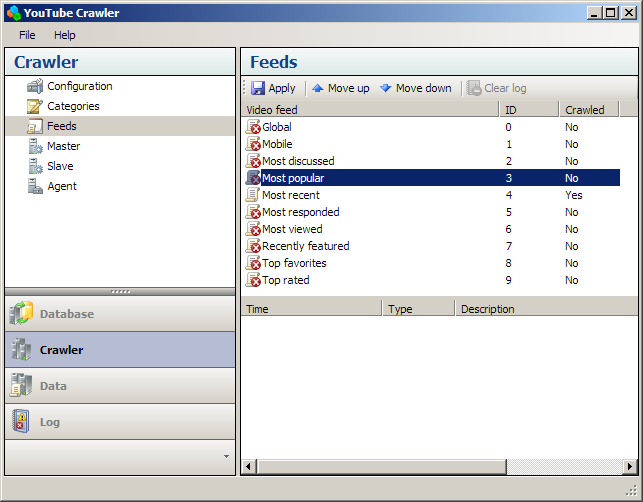 YouTube Crawler
File Help
Crawler
Configuration
Categories
Feeds
Master
Slave
Agent
Database
Crawler
Data
Log
Feeds
Apply Move up Move down Clear log
Video feed ID Crawled
Global 0 No
Mobile 1 No
Most discussed 2 No
Most popular 3 No
Most recent 4 Yes
Most responded 5 No
Most viewed 6 No
Recently featured 7 No
Top favorites 8 No
Top rated 9 No
Time Type Description